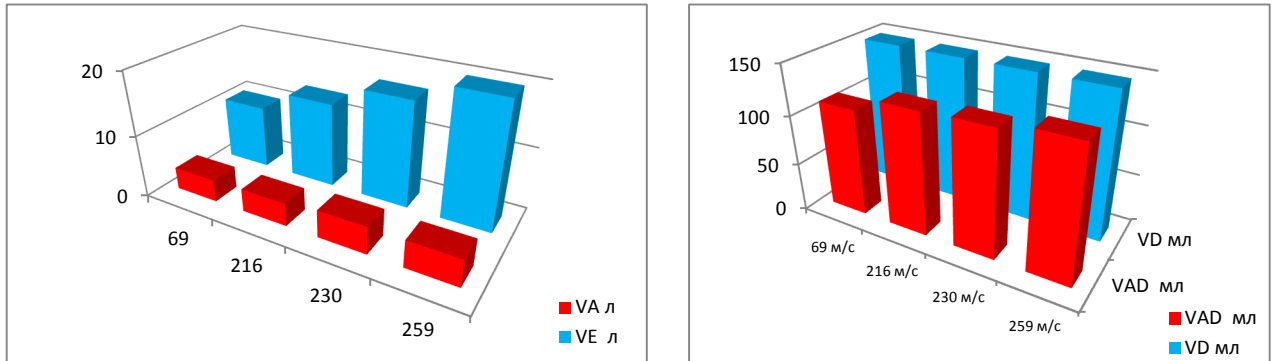 20
10
0
69
216
230
259
VA л
VE л
150
100
50
0
69 м/с
216 м/с
230 м/с
259 м/с
VD мл
VAD мл
VAD мл
VD мл